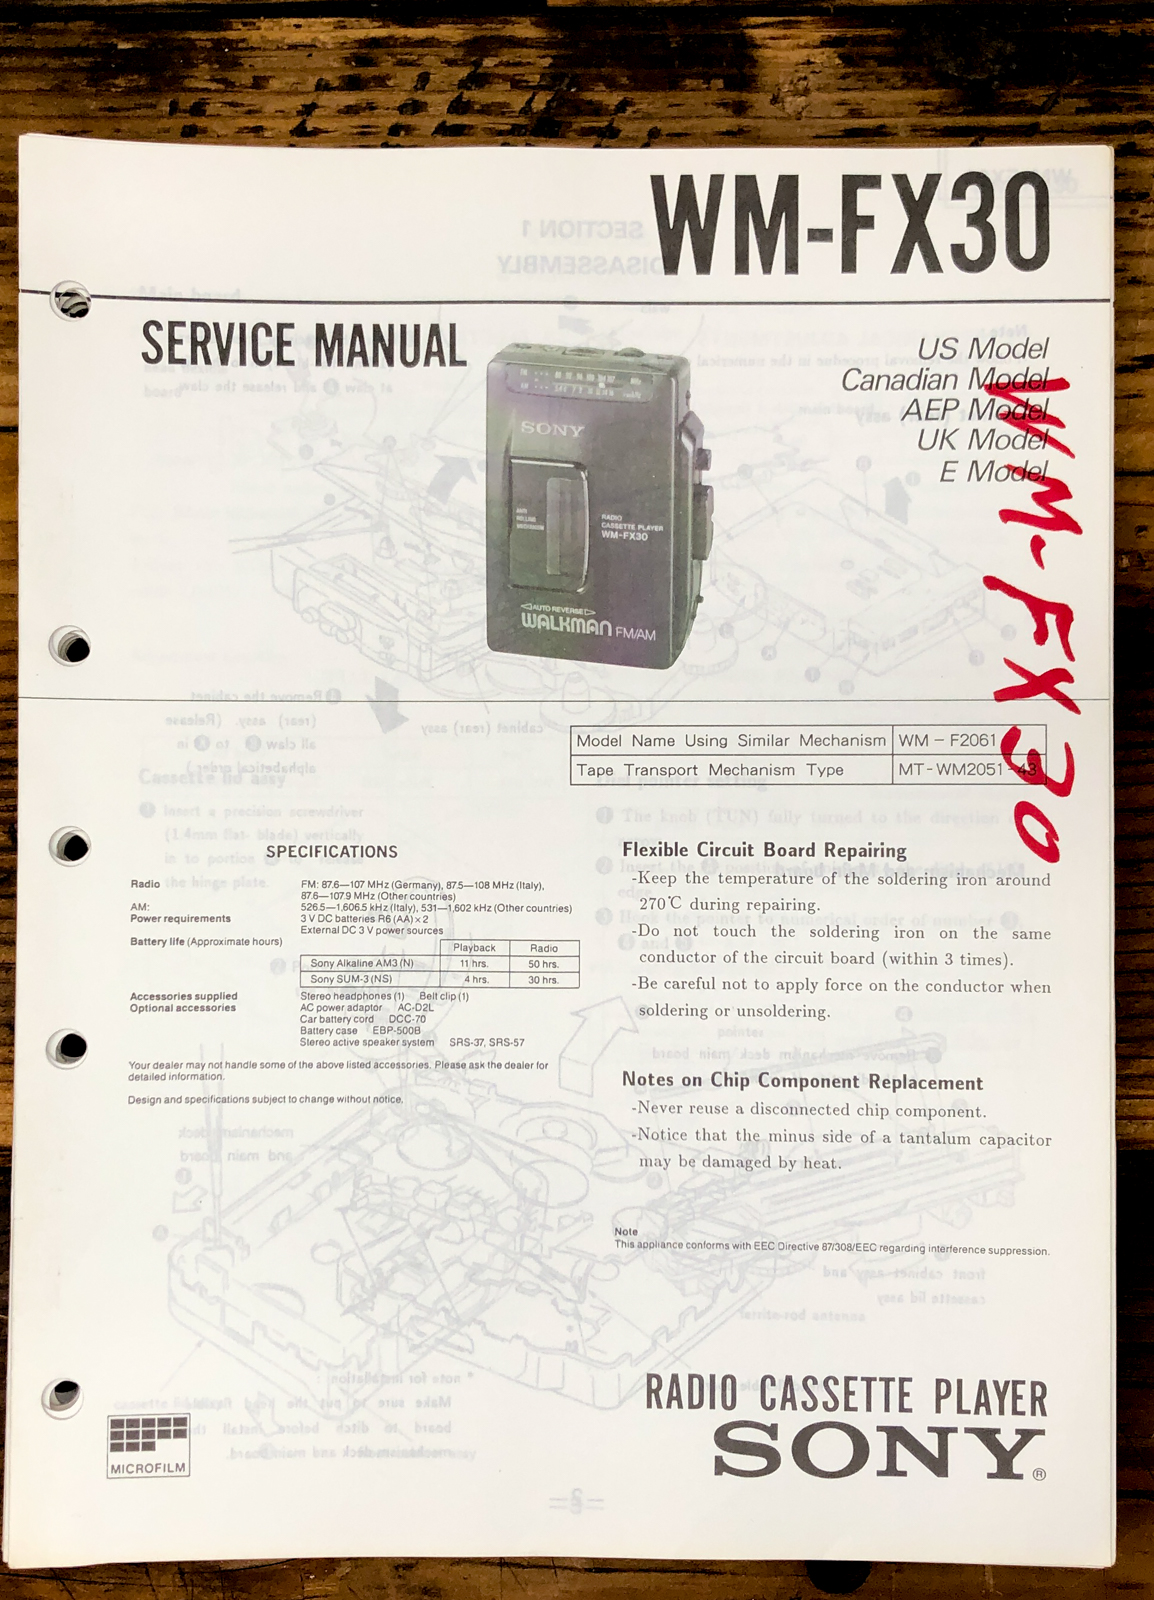 WM-FX30
SERVICE MANUAL
US Model
Canadian Model
AEP Model
UK Model
E Model
WM-FX30
SONY
ANTI
ROLLING
MECHANISM
RADIO
CASSETTE PLAYER
WM-FX30
AUTO REVERSE
WALKMAN FM/AM
Model Name Using Similar Mechanism WM-F2061
Tape Transport Mechanism Type MT-WM2051-43
SPECIFICATIONS
Radio FM: 87.6—107 MHz (Germany), 87.5—108 MHz (Italy),
87.6—107.9 MHz (Other countries)
AM: 526.5—1,606.5 kHz (Italy), 531—1,602 kHz (Other countries)
Power requirements 3 V DC batteries R6 (AA) × 2
External DC 3 V power sources
Battery life (Approximate hours)
Playback Radio
Sony Alkaline AM3 (N) 11 hrs. 50 hrs.
Sony SUM-3 (NS) 4 hrs. 30 hrs.
Accessories supplied Stereo headphones (1) Belt clip (1)
Optional accessories AC power adaptor AC-D2L
Car battery cord DCC-70
Battery case EBP-500B
Stereo active speaker system SRS-37, SRS-57
Your dealer may not handle some of the above listed accessories. Please ask the dealer for
detailed information.
Design and specifications subject to change without notice.
Flexible Circuit Board Repairing
-Keep the temperature of the soldering iron around
270℃ during repairing.
-Do not touch the soldering iron on the same
conductor of the circuit board (within 3 times).
-Be careful not to apply force on the conductor when
soldering or unsoldering.
Notes on Chip Component Replacement
-Never reuse a disconnected chip component.
-Notice that the minus side of a tantalum capacitor
may be damaged by heat.
Note
This appliance conforms with EEC Directive 87/308/EEC regarding interference suppression.
RADIO CASSETTE PLAYER
SONY®
MICROFILM